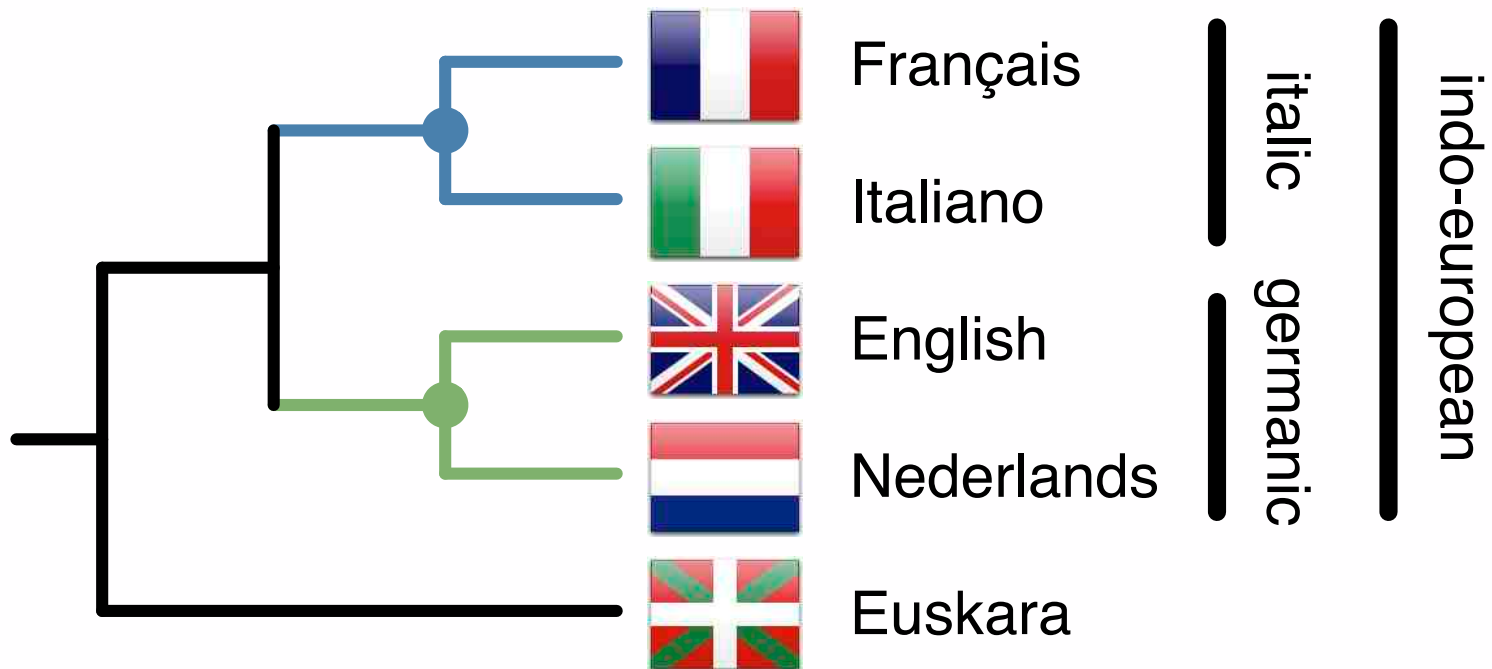 Français
Italiano
English
Nederlands
Euskara
italic
germanic
indo-european